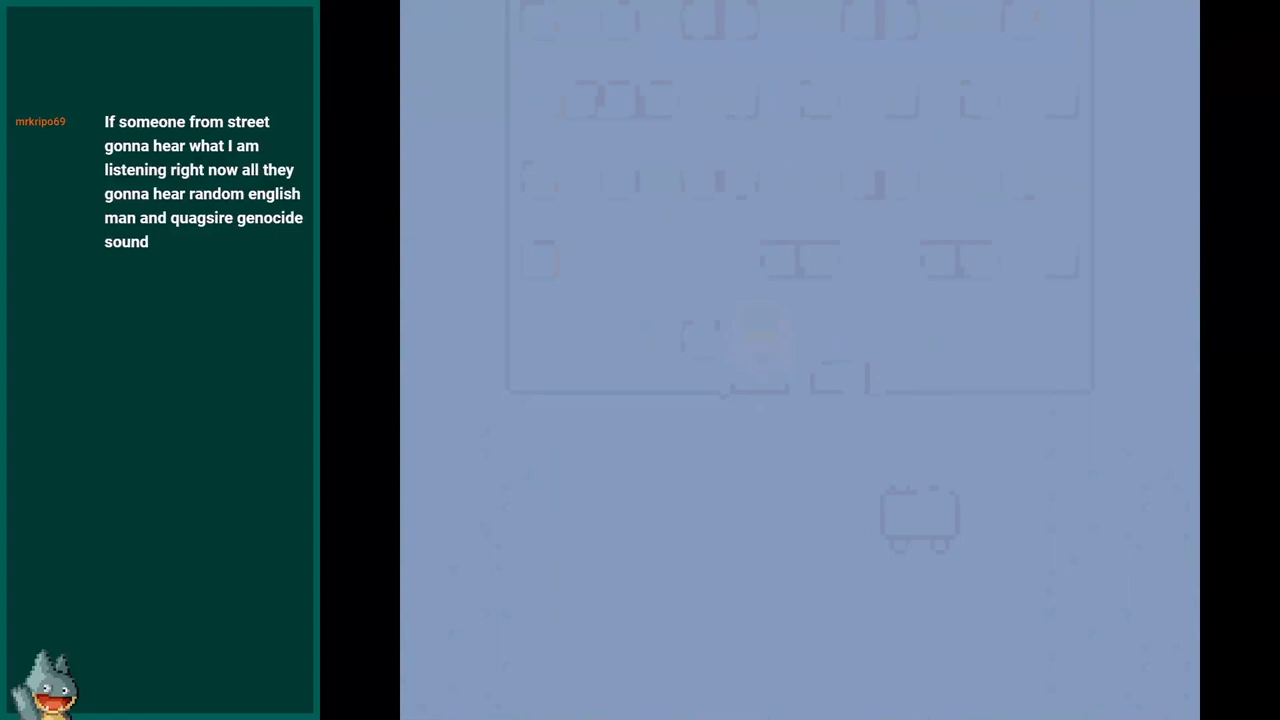 mrkripo69
If someone from street
gonna hear what I am
listening right now all they
gonna hear random english
man and quagsire genocide
sound